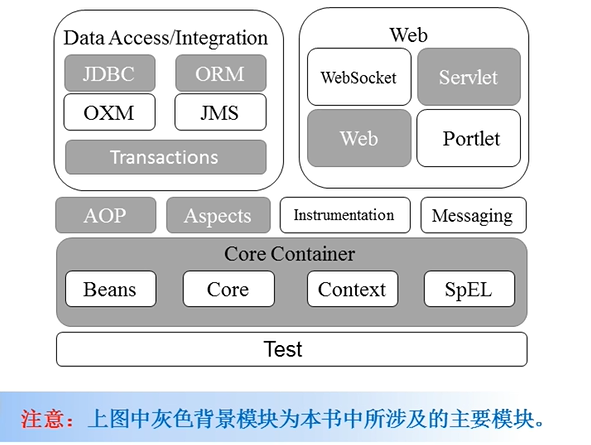 Data Access/Integration
JDBC ORM
OXM JMS
Transactions
Web
WebSocket Servlet
Web Portlet
AOP Aspects Instrumentation Messaging
Core Container
Beans Core Context SpEL
Test
注意：上图中灰色背景模块为本书中所涉及的主要模块。